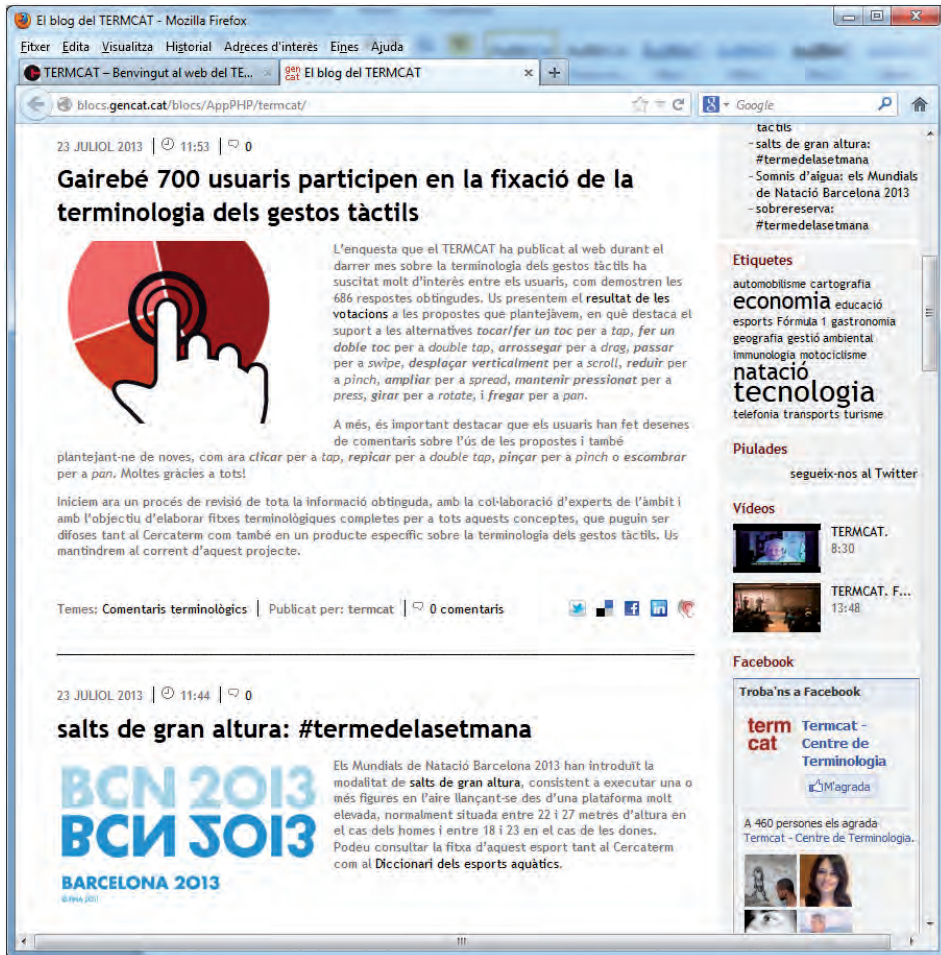 El blog del TERMCAT - Mozilla Firefox
Fitxer Edita Visualitza Historial Adreces d'interès Eines Ajuda
TERMCAT – Benvingut al web del TE...
gen cat El blog del TERMCAT
blocs.gencat.cat/blocs/AppPHP/termcat/
Google
23 JULIOL 2013 | 11:53 | 0
Gairebé 700 usuaris participen en la fixació de la
terminologia dels gestos tàctils
L'enquesta que el TERMCAT ha publicat al web durant el
darrer mes sobre la terminologia dels gestos tàctils ha
suscitat molt d'interès entre els usuaris, com demostren les
686 respostes obtingudes. Us presentem el resultat de les
votacions a les propostes que plantejàvem, en què destaca el
suport a les alternatives tocar/fer un toc per a tap, fer un
doble toc per a double tap, arrossegar per a drag, passar
per a swipe, desplaçar verticalment per a scroll, reduir per
a pinch, ampliar per a spread, mantenir pressionat per a
press, girar per a rotate, i fregar per a pan.
A més, és important destacar que els usuaris han fet desenes
de comentaris sobre l'ús de les propostes i també
plantejant-ne de noves, com ara clicar per a tap, repicar per a double tap, pinçar per a pinch o escombrar
per a pan. Moltes gràcies a tots!
Iniciem ara un procés de revisió de tota la informació obtinguda, amb la col·laboració d'experts de l'àmbit i
amb l'objectiu d'elaborar fitxes terminològiques completes per a tots aquests conceptes, que puguin ser
difoses tant al Cercaterm com també en un producte específic sobre la terminologia dels gestos tàctils. Us
mantindrem al corrent d'aquest projecte.
Temes: Comentaris terminològics | Publicat per: termcat | 0 comentaris
23 JULIOL 2013 | 11:44 | 0
salts de gran altura: #termedelasetmana
BCN 2013
BCN 2013
BARCELONA 2013
Els Mundials de Natació Barcelona 2013 han introduït la
modalitat de salts de gran altura, consistent a executar una o
més figures en l'aire llançant-se des d'una plataforma molt
elevada, normalment situada entre 22 i 27 metres d'altura en
el cas dels homes i entre 18 i 23 en el cas de les dones.
Podeu consultar la fitxa d'aquest esport tant al Cercaterm
com al Diccionari dels esports aquàtics.
tàctils
- salts de gran altura:
#termedelasetmana
- Somnis d'aigua: els Mundials
de Natació Barcelona 2013
- sobrereserva:
#termedelasetmana
Etiquetes
automobilisme cartografia
economia educació
esports Fórmula 1 gastronomia
geografia gestió ambiental
immunologia motociclisme
natació
tecnologia
telefonia transports turisme
Piulades
segueix-nos al Twitter
Vídeos
TERMCAT.
8:30
TERMCAT. F...
13:48
Facebook
Troba'ns a Facebook
term
cat
Termcat -
Centre de
Terminologia
M'agrada
A 460 persones els agrada
Termcat - Centre de Terminologia.